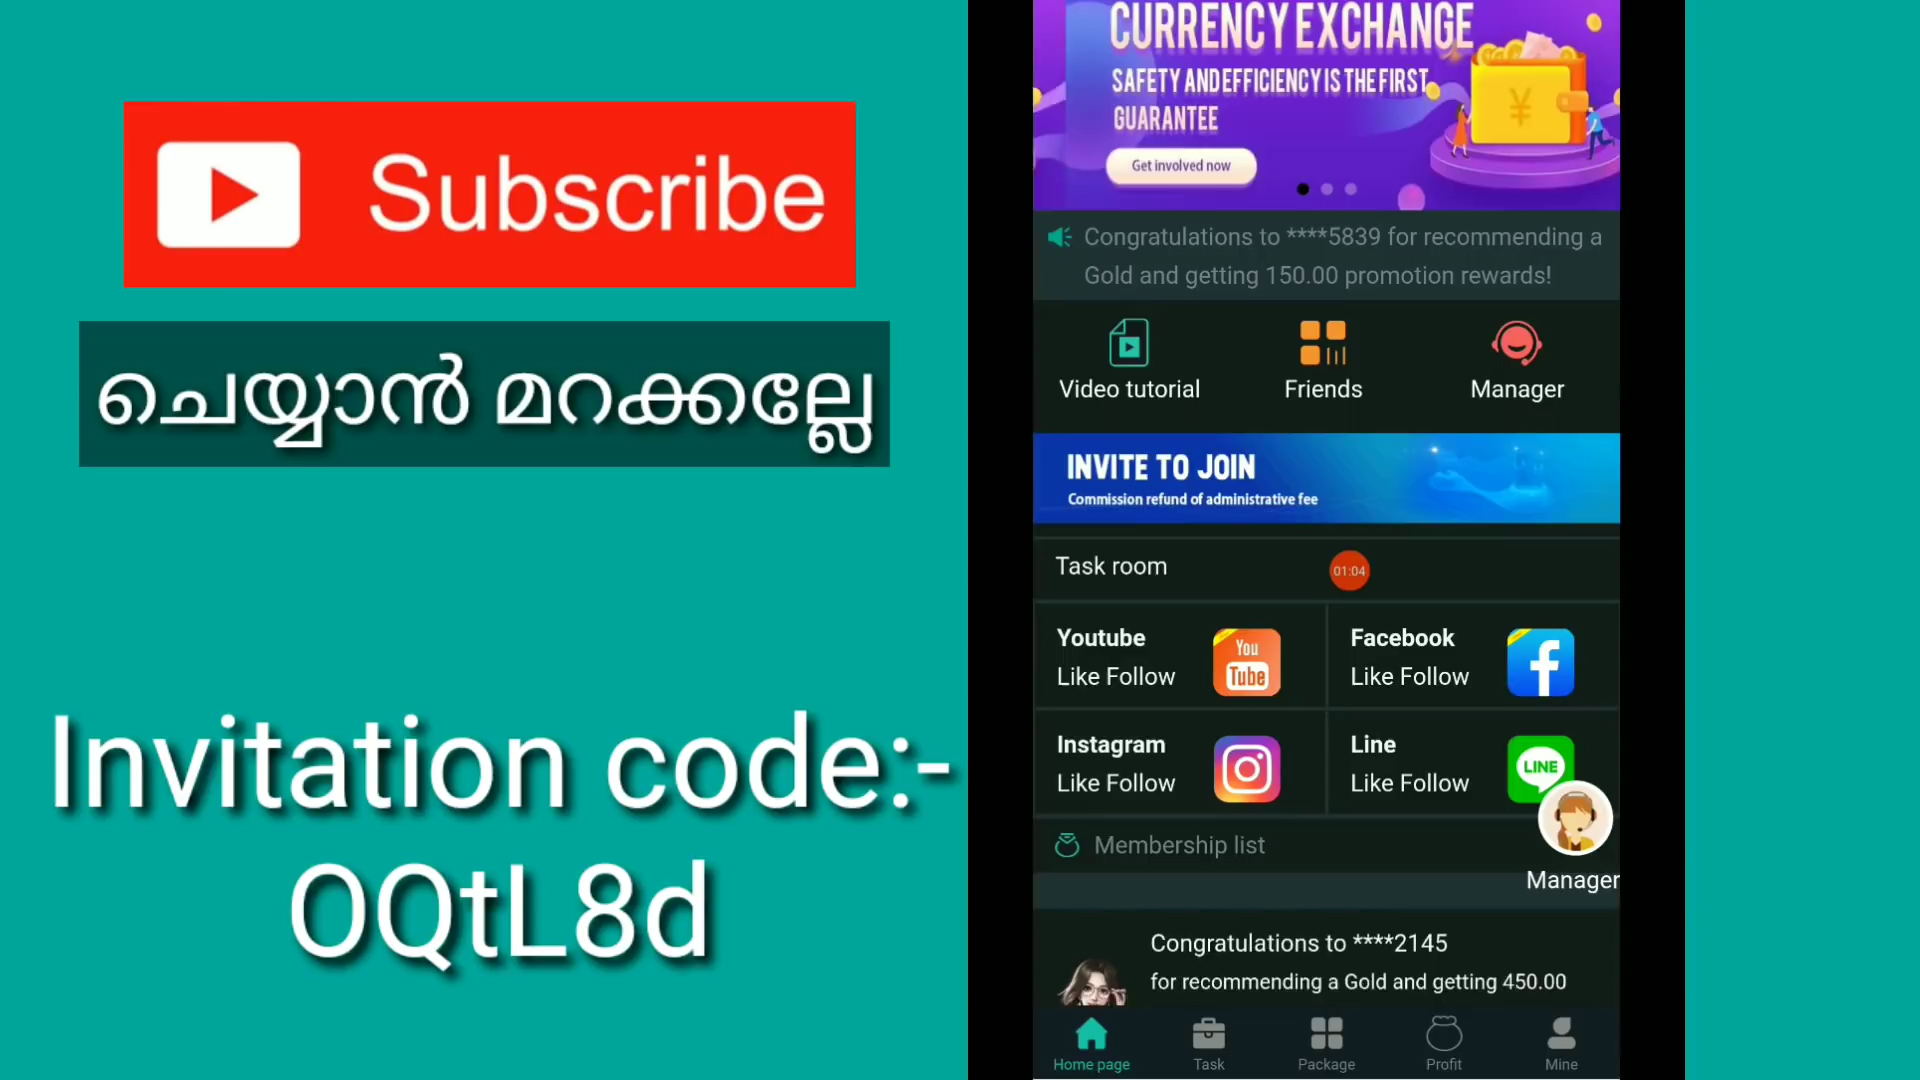 Subscribe
ചെയ്യാൻ മറക്കല്ലേ
Invitation code:-
OQtL8d
CURRENCY EXCHANGE
SAFETY AND EFFICIENCY IS THE FIRST
GUARANTEE
Get involved now
Congratulations to ****5839 for recommending a
Gold and getting 150.00 promotion rewards!
Video tutorial
Friends
Manager
INVITE TO JOIN
Commission refund of administrative fee
Task room
01:04
Youtube
Like Follow
You
Tube
Facebook
Like Follow
Instagram
Like Follow
Line
Like Follow
LINE
Membership list
Manager
Congratulations to ****2145
for recommending a Gold and getting 450.00
Home page
Task
Package
Profit
Mine